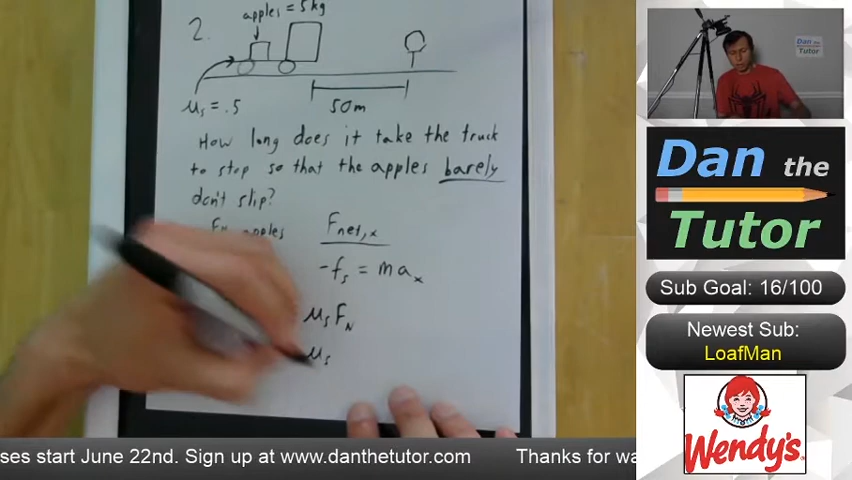 2.
apples = 5 kg
μs = .5
50m
How long does it take the truck
to stop so that the apples barely
don't slip?
FN apples
Fnet,x
-fs = max
μsFN
μs
Dan the
Tutor
Dan the
Tutor
Sub Goal: 16/100
Newest Sub:
LoafMan
Wendy's
ses start June 22nd. Sign up at www.danthetutor.com Thanks for wa